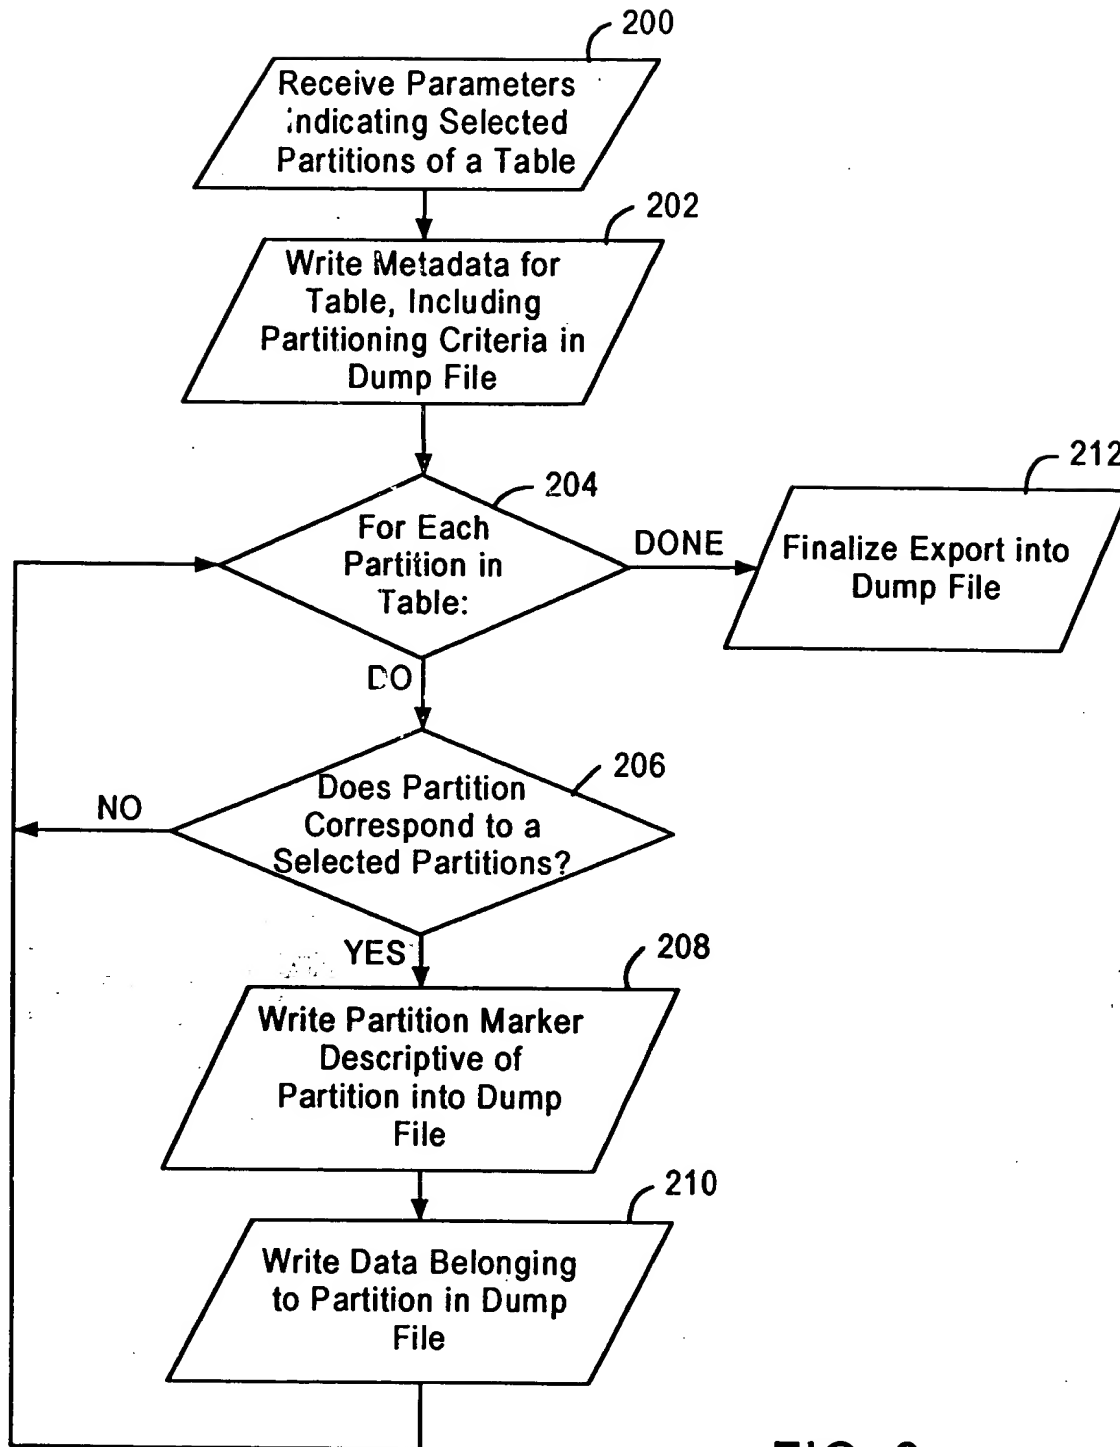 200
Receive Parameters
Indicating Selected
Partitions of a Table
202
Write Metadata for
Table, Including
Partitioning Criteria in
Dump File
204
For Each
Partition in
Table:
DONE
212
Finalize Export into
Dump File
DO
206
Does Partition
Correspond to a
Selected Partitions?
NO
YES
208
Write Partition Marker
Descriptive of
Partition into Dump
File
210
Write Data Belonging
to Partition in Dump
File